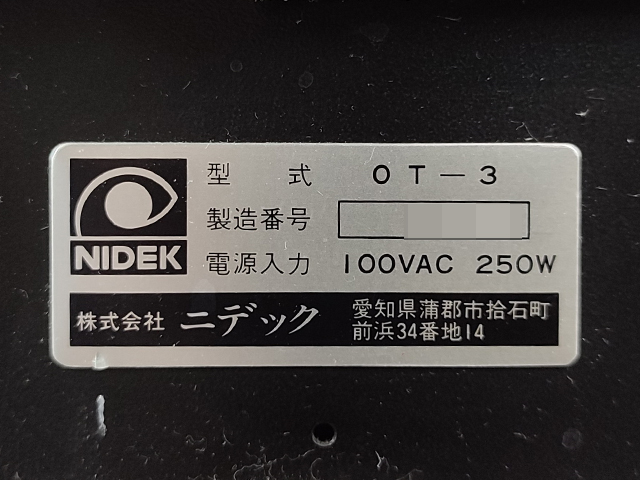 NIDEK
型 式 OT-3
製造番号
電源入力 100VAC 250W
株式会社 ニデック
愛知県蒲郡市拾石町
前浜34番地14